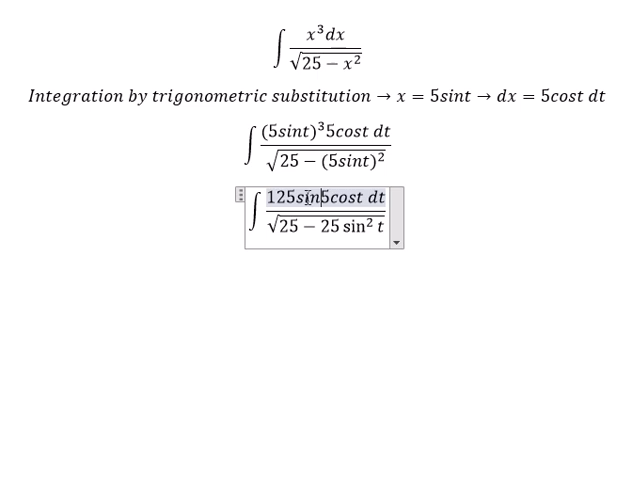 ∫ x³dx / √(25 − x²)
Integration by trigonometric substitution → x = 5sint → dx = 5cost dt
∫ (5sint)³5cost dt / √(25 − (5sint)²)
∫ 125sin5cost dt / √(25 − 25 sin² t)